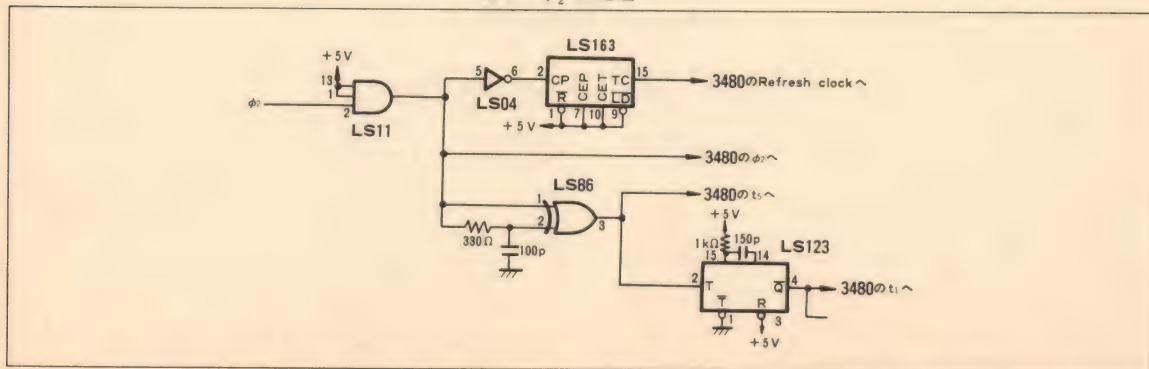 φ₂
+5V
13
1
2
LS11
5
6
LS04
LS163
2
CP
CEP
CET
TC
15
R̅
L̅D̅
1
7
10
9
+5V
3480のRefresh clockへ
3480のφ₂へ
LS86
1
2
3
330Ω
100p
3480のt₅へ
+5V
1kΩ
150p
15
14
LS123
2
T
Q̅
4
T̅
R
1
3
+5V
3480のt₁へ